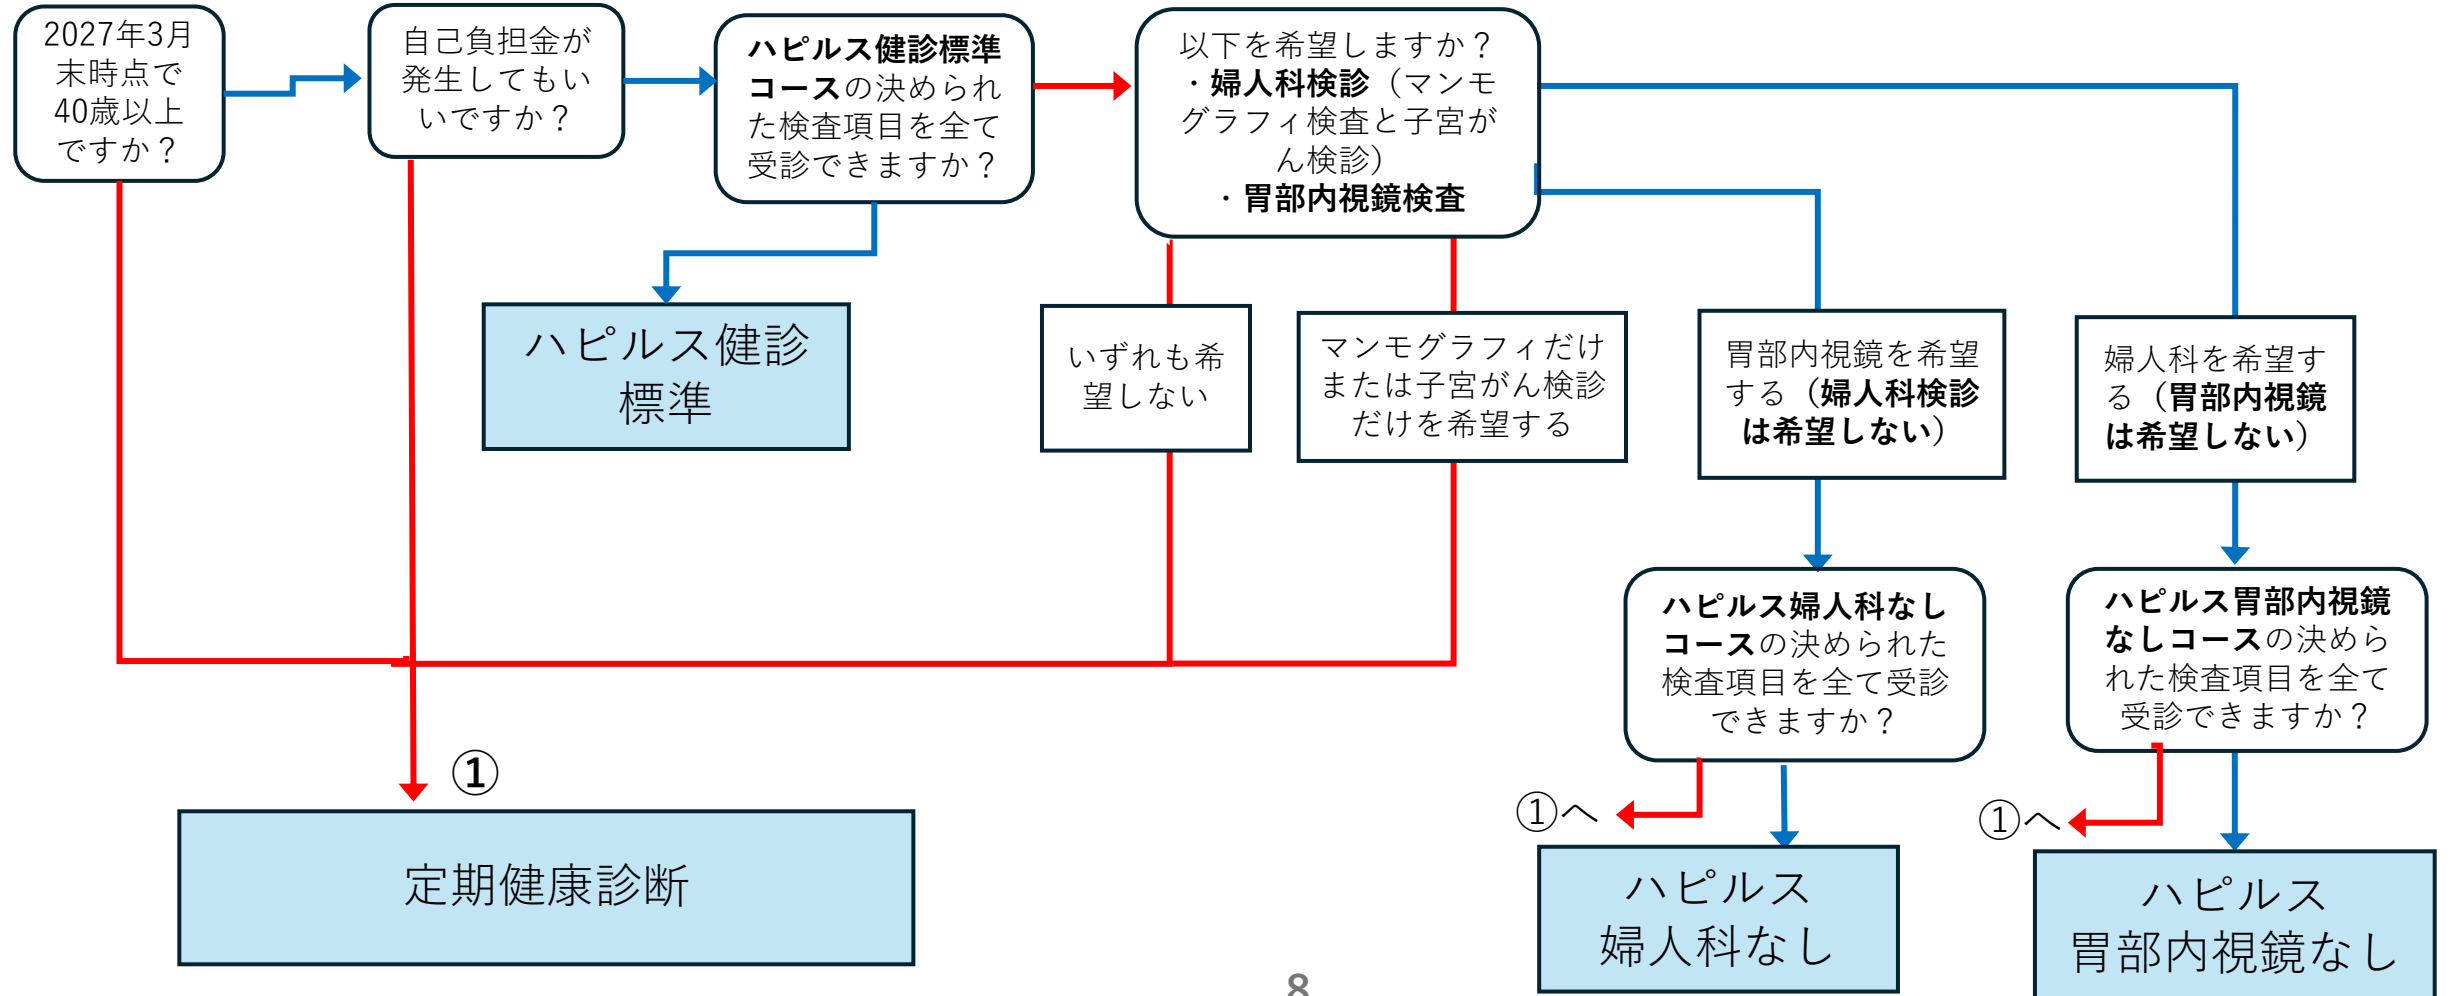 2027年3月
末時点で
40歳以上
ですか？
自己負担金が
発生してもい
いですか？
ハピルス健診標準
コースの決められ
た検査項目を全て
受診できますか？
以下を希望しますか？
・婦人科検診（マンモ
グラフィ検査と子宮が
ん検診）
・胃部内視鏡検査
ハピルス健診
標準
いずれも希
望しない
マンモグラフィだけ
または子宮がん検診
だけを希望する
胃部内視鏡を希望
する（婦人科検診
は希望しない）
婦人科を希望す
る（胃部内視鏡
は希望しない）
ハピルス婦人科なし
コースの決められた
検査項目を全て受診
できますか？
ハピルス胃部内視鏡
なしコースの決めら
れた検査項目を全て
受診できますか？
①
①へ
①へ
定期健康診断
ハピルス
婦人科なし
ハピルス
胃部内視鏡なし
8